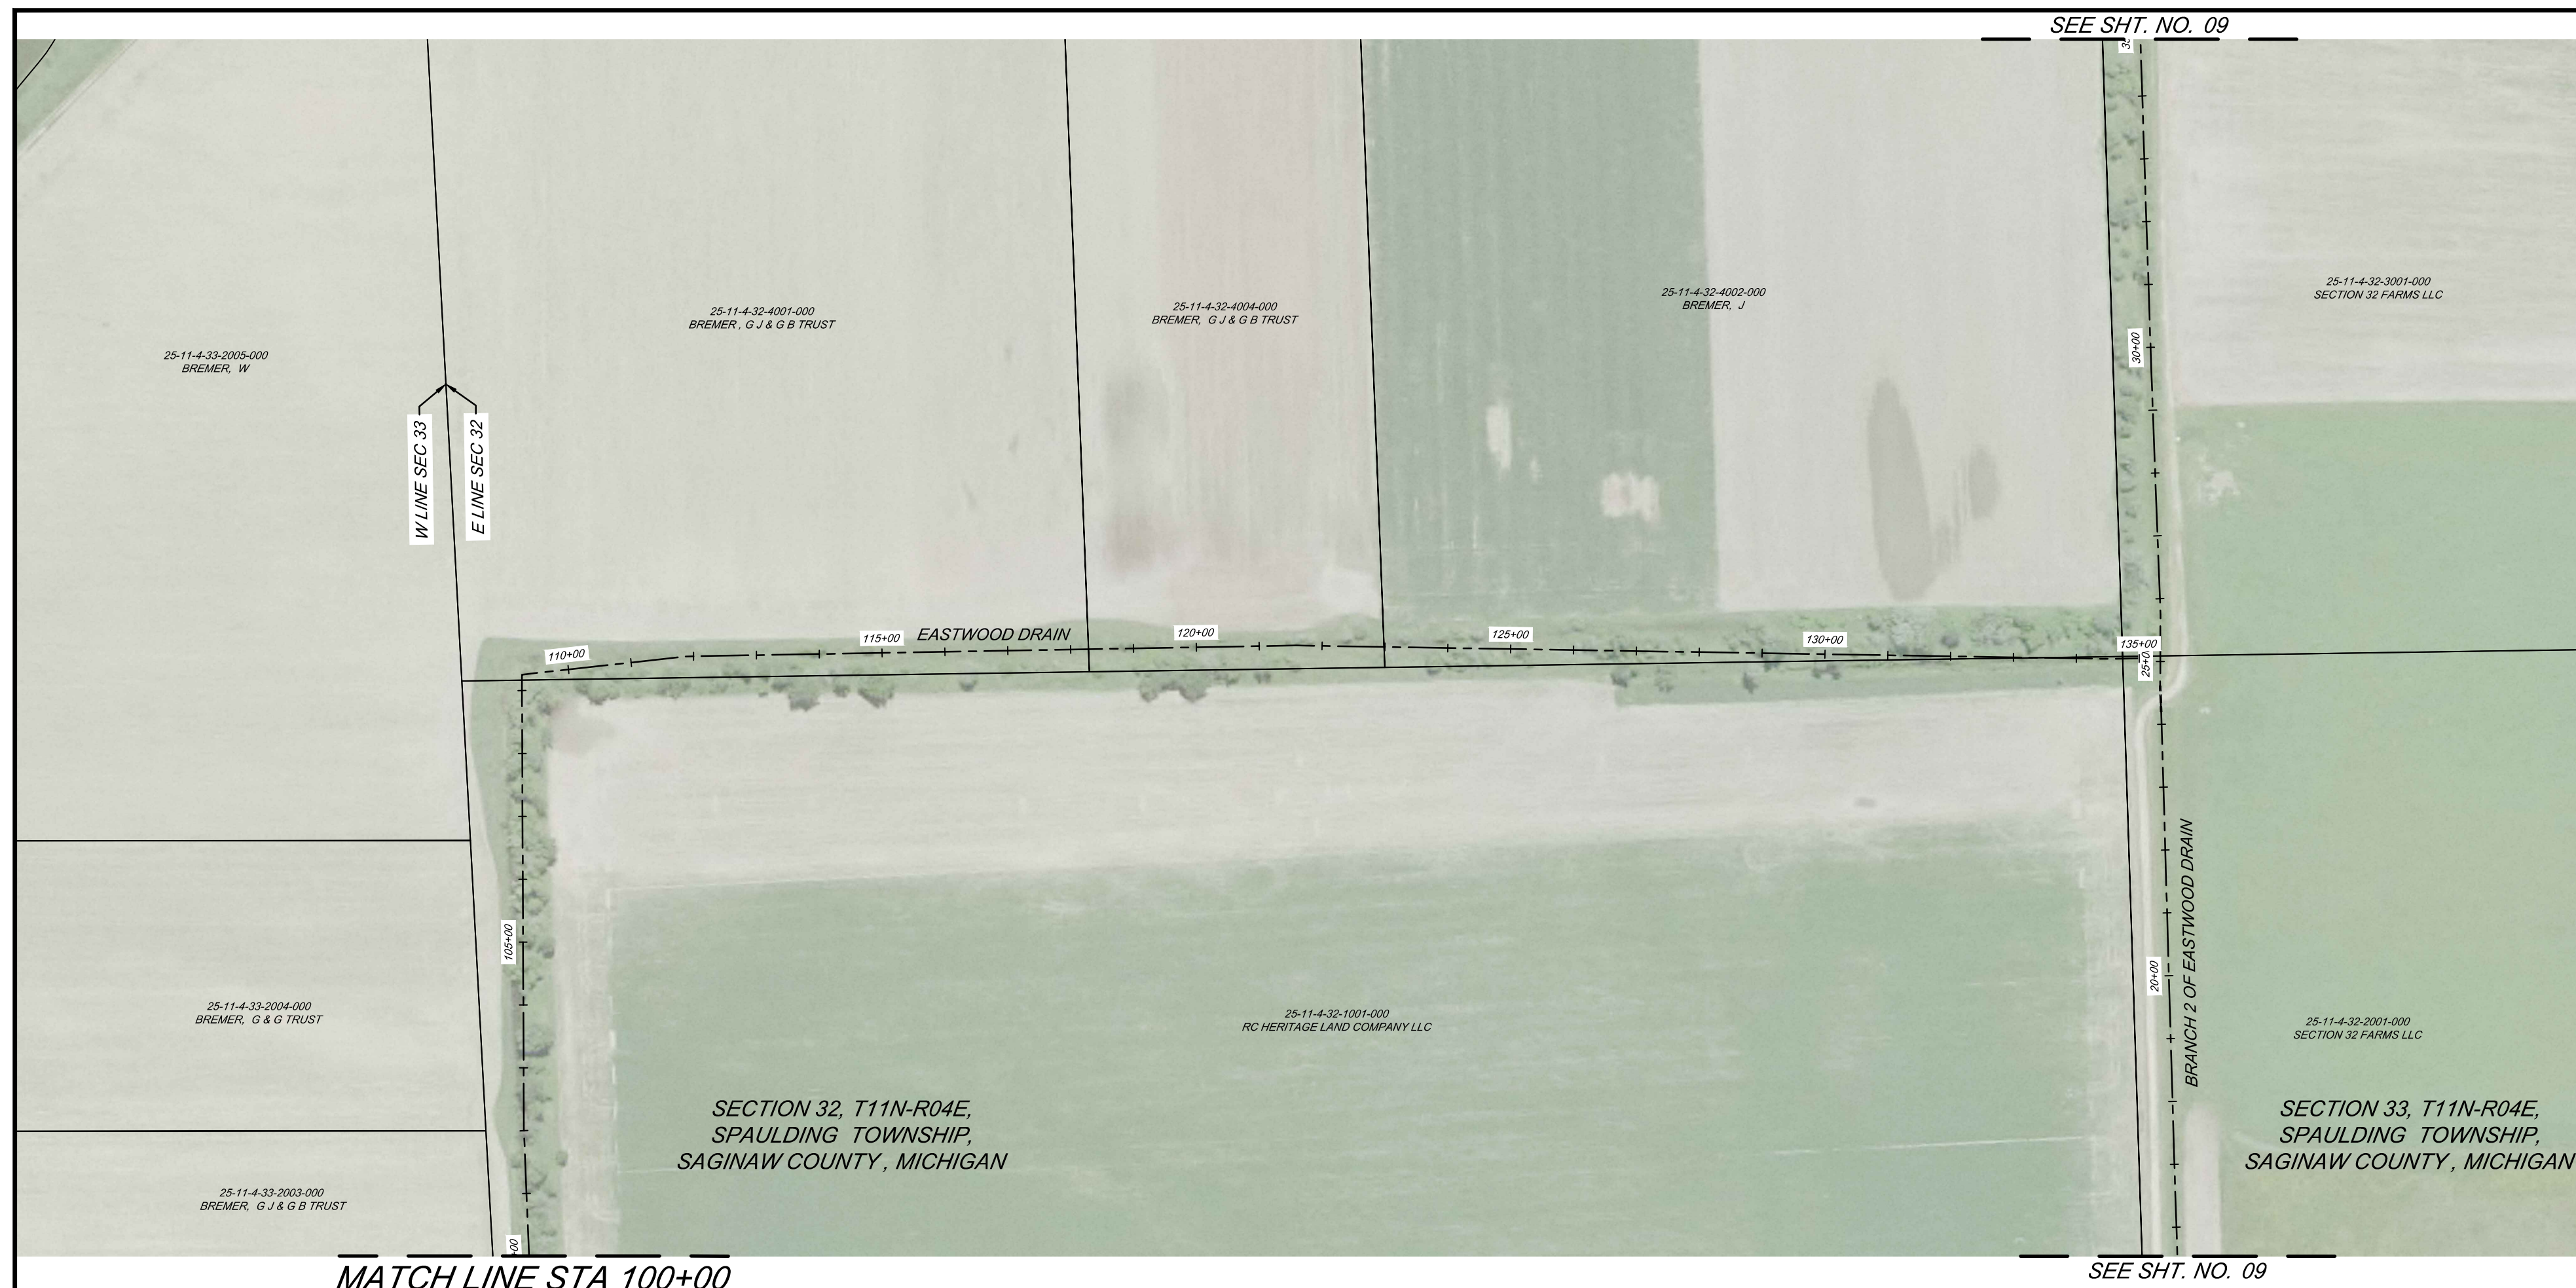 SEE SHT. NO. 09
25-11-4-32-3001-000
SECTION 32 FARMS LLC
25-11-4-32-4002-000
BREMER, J
25-11-4-32-4004-000
BREMER, G J & G B TRUST
25-11-4-32-4001-000
BREMER , G J & G B TRUST
25-11-4-33-2005-000
BREMER, W
30+00
W LINE SEC 33
E LINE SEC 32
110+00
115+00
EASTWOOD DRAIN
120+00
125+00
130+00
135+00
25+0
105+00
20+00
BRANCH 2 OF EASTWOOD DRAIN
25-11-4-33-2004-000
BREMER, G & G TRUST
25-11-4-32-1001-000
RC HERITAGE LAND COMPANY LLC
25-11-4-32-2001-000
SECTION 32 FARMS LLC
SECTION 32, T11N-R04E,
SPAULDING TOWNSHIP,
SAGINAW COUNTY , MICHIGAN
SECTION 33, T11N-R04E,
SPAULDING TOWNSHIP,
SAGINAW COUNTY , MICHIGAN
25-11-4-33-2003-000
BREMER, G J & G B TRUST
+00
MATCH LINE STA 100+00
SEE SHT. NO. 09